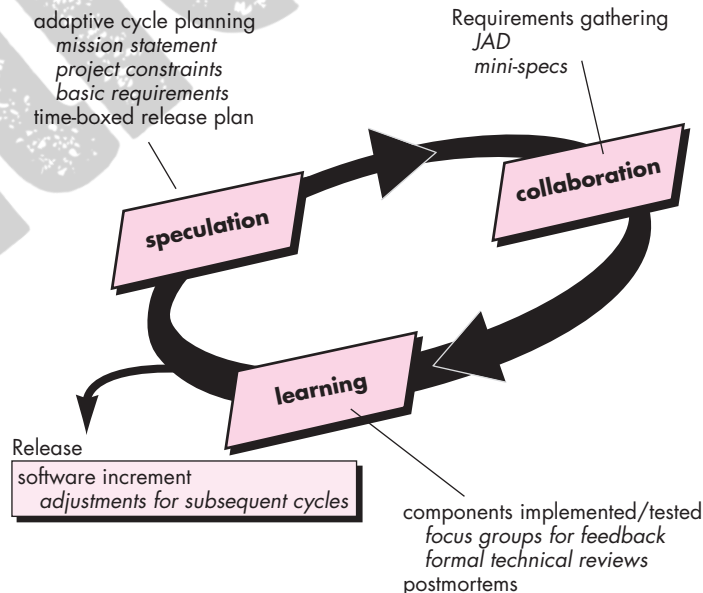 adaptive cycle planning
mission statement
project constraints
basic requirements
time-boxed release plan
Requirements gathering
JAD
mini-specs
speculation
collaboration
learning
Release
software increment
adjustments for subsequent cycles
components implemented/tested
focus groups for feedback
formal technical reviews
postmortems